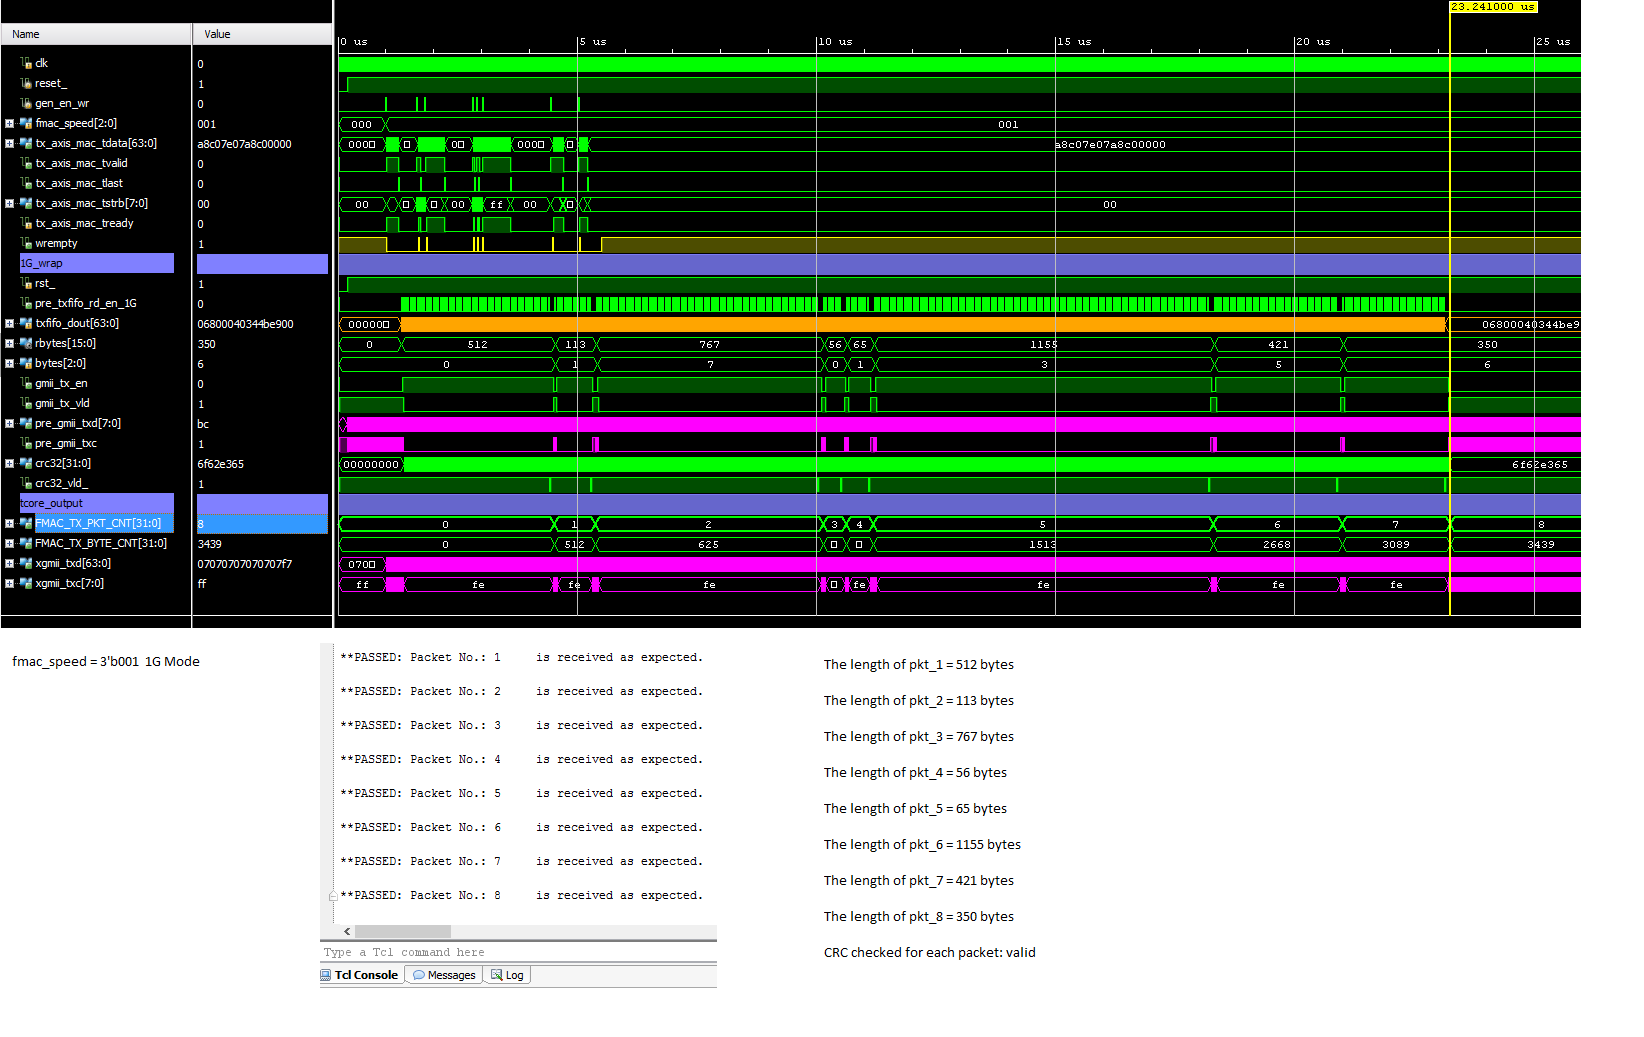 23.241000 us
Name Value
0 us 5 us 10 us 15 us 20 us 25 us
clk 0
reset_ 1
gen_en_wr 0
fmac_speed[2:0] 001 000 001
tx_axis_mac_tdata[63:0] a8c07e07a8c00000 000 0 000 a8c07e07a8c00000
tx_axis_mac_tvalid 0
tx_axis_mac_tlast 0
tx_axis_mac_tstrb[7:0] 00 00 00 ff 00 00
tx_axis_mac_tready 0
wrempty 1
1G_wrap
rst_ 1
pre_txfifo_rd_en_1G 0
txfifo_dout[63:0] 06800040344be900 00000 06800040344be9
rbytes[15:0] 350 0 512 113 767 56 65 1155 421 350
bytes[2:0] 6 0 1 7 0 1 3 5 6
gmii_tx_en 0
gmii_tx_vld 1
pre_gmii_txd[7:0] bc
pre_gmii_txc 1
crc32[31:0] 6f62e365 00000000 6f62e365
crc32_vld_ 1
tcore_output
FMAC_TX_PKT_CNT[31:0] 8 0 1 2 3 4 5 6 7 8
FMAC_TX_BYTE_CNT[31:0] 3439 0 512 625 1513 2668 3089 3439
xgmii_txd[63:0] 07070707070707f7 070
xgmii_txc[7:0] ff ff fe fe fe fe fe fe fe
fmac_speed = 3'b001 1G Mode
**PASSED: Packet No.: 1 is received as expected.
**PASSED: Packet No.: 2 is received as expected.
**PASSED: Packet No.: 3 is received as expected.
**PASSED: Packet No.: 4 is received as expected.
**PASSED: Packet No.: 5 is received as expected.
**PASSED: Packet No.: 6 is received as expected.
**PASSED: Packet No.: 7 is received as expected.
**PASSED: Packet No.: 8 is received as expected.
Type a Tcl command here
Tcl Console Messages Log
The length of pkt_1 = 512 bytes
The length of pkt_2 = 113 bytes
The length of pkt_3 = 767 bytes
The length of pkt_4 = 56 bytes
The length of pkt_5 = 65 bytes
The length of pkt_6 = 1155 bytes
The length of pkt_7 = 421 bytes
The length of pkt_8 = 350 bytes
CRC checked for each packet: valid